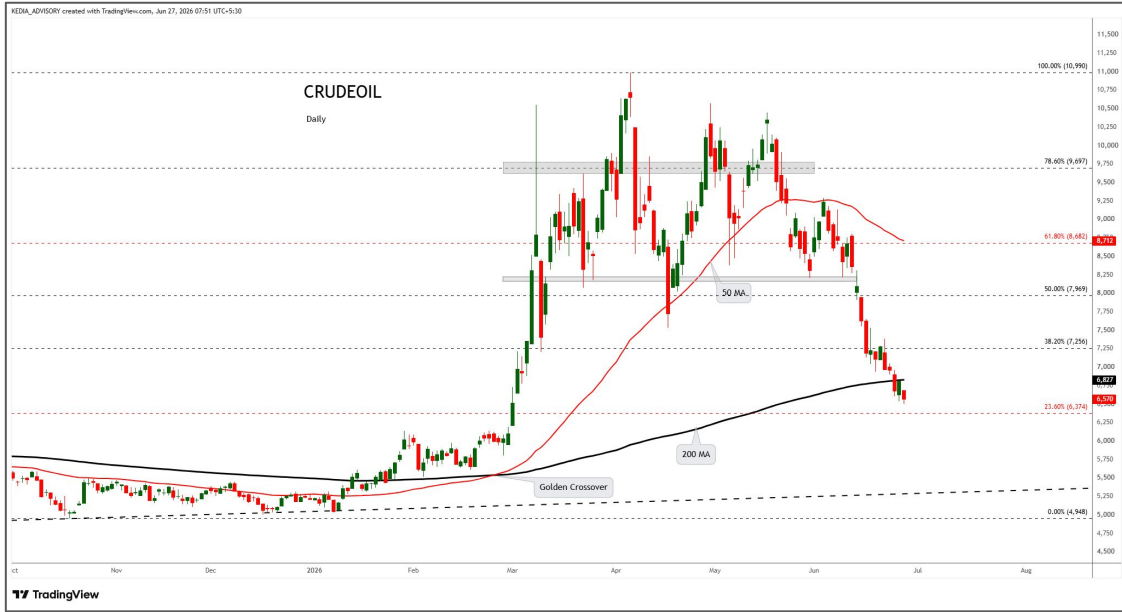 KEDIA_ADVISORY created with TradingView.com, Jun 27, 2026 07:51 UTC+5:30
CRUDEOIL
Daily
100.00% (10,990)
78.60% (9,697)
61.80% (8,682)
50.00% (7,969)
38.20% (7,256)
23.60% (6,374)
0.00% (4,948)
50 MA
200 MA
Golden Crossover
11,500
11,250
11,000
10,750
10,500
10,250
10,000
9,750
9,500
9,250
9,000
8,712
8,500
8,250
8,000
7,750
7,500
7,250
7,000
6,827
6,570
6,250
6,000
5,750
5,500
5,250
5,000
4,750
4,500
ct
Nov
Dec
2026
Feb
Mar
Apr
May
Jun
Jul
Aug
TradingView